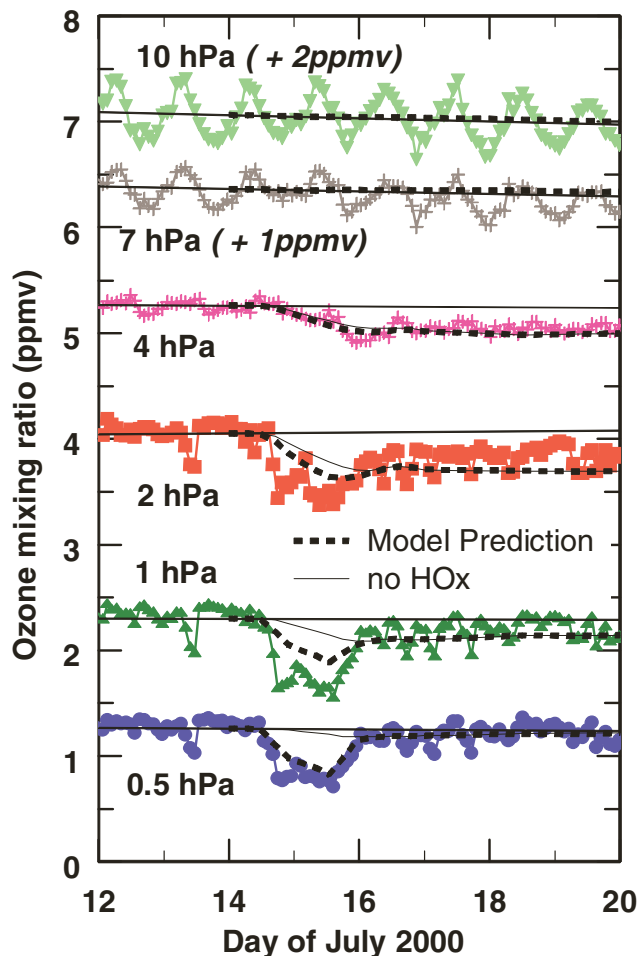 8
10 hPa (+ 2ppmv)
7
6
7 hPa (+ 1ppmv)
5
4 hPa
4
2 hPa
3
Model Prediction
1 hPa
no HOx
2
1
0.5 hPa
0
12 14 16 18 20
Day of July 2000
Ozone mixing ratio (ppmv)